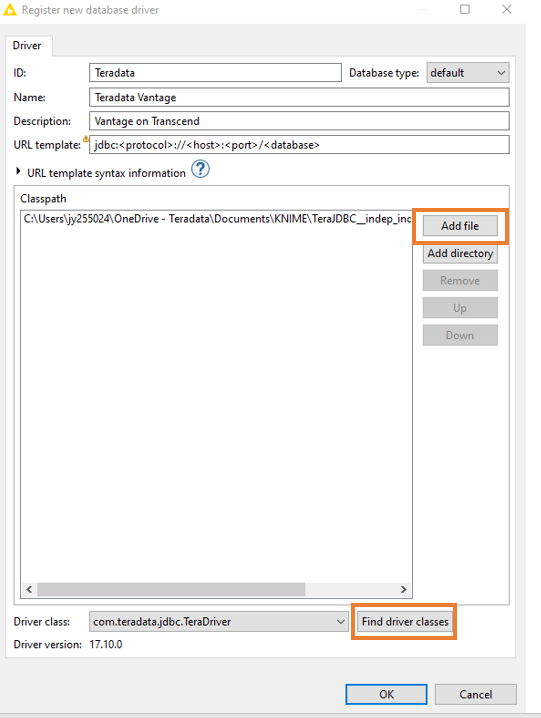 Register new database driver
Driver
ID: Teradata Database type: default
Name: Teradata Vantage
Description: Vantage on Transcend
URL template: jdbc:<protocol>://<host>:<port>/<database>
URL template syntax information ?
Classpath
C:\Users\jy255024\OneDrive - Teradata\Documents\KNIME\TeraJDBC__indep_ind
Add file
Add directory
Remove
Up
Down
Driver class: com.teradata.jdbc.TeraDriver Find driver classes
Driver version: 17.10.0
OK Cancel